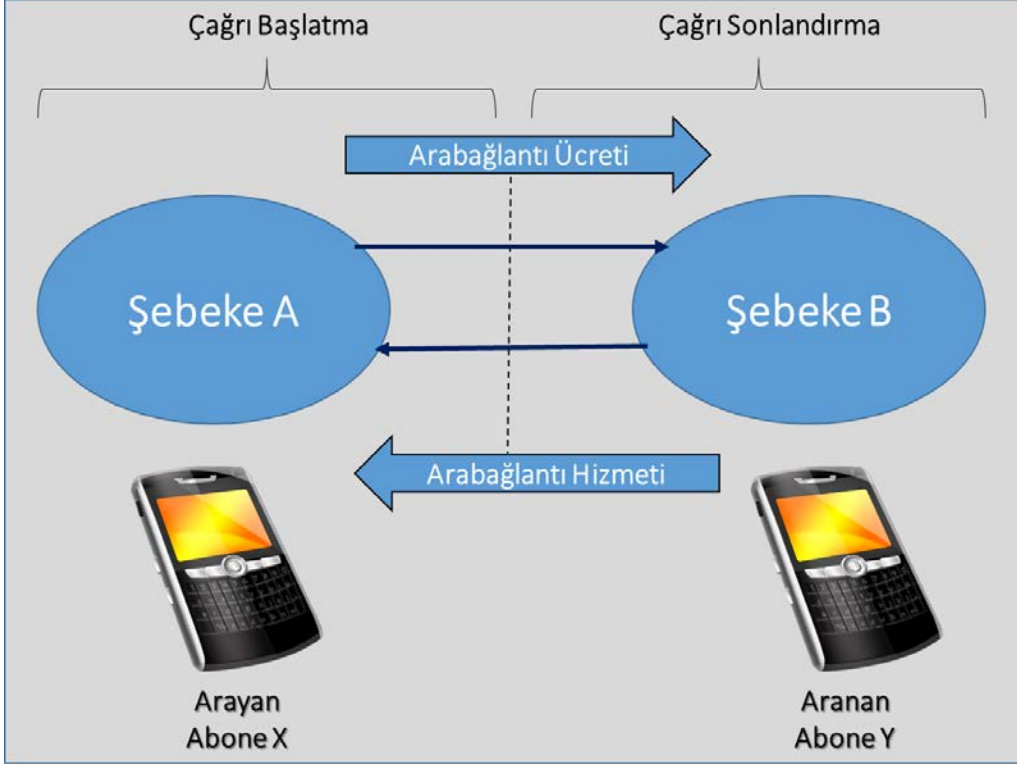 Çağrı Başlatma
Çağrı Sonlandırma
Arabağlantı Ücreti
Şebeke A
Şebeke B
Arabağlantı Hizmeti
Arayan
Abone X
Aranan
Abone Y